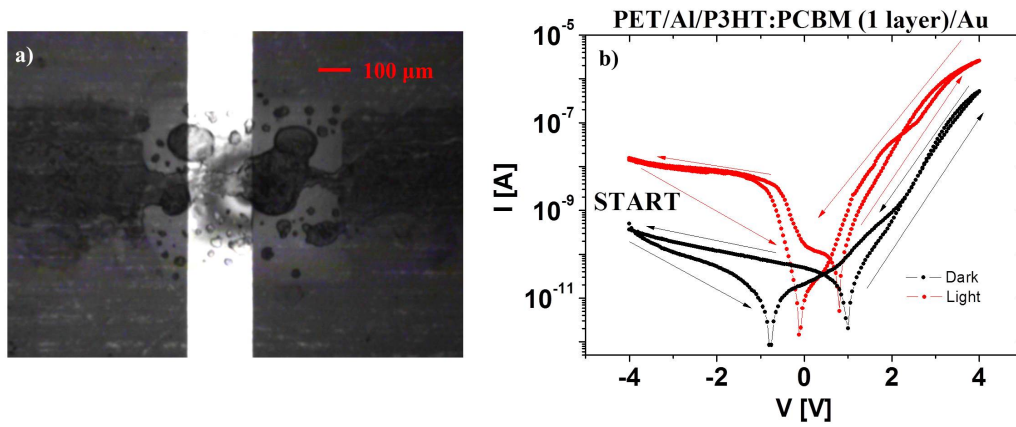 a)
100 µm
PET/Al/P3HT:PCBM (1 layer)/Au
b)
10⁻⁵
10⁻⁷
10⁻⁹
10⁻¹¹
I [A]
START
Dark
Light
-4
-2
0
2
4
V [V]